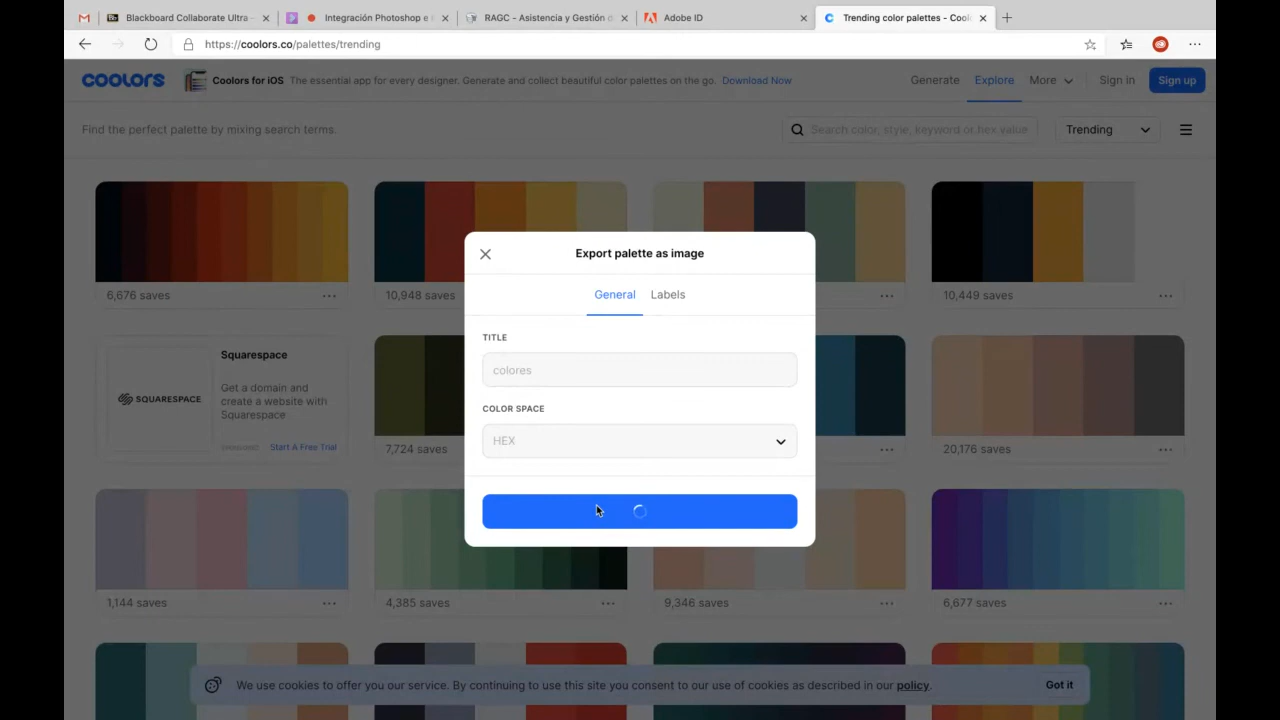 Blackboard Collaborate Ultra
Integración Photoshop e
RAGC - Asistencia y Gestión d
Adobe ID
Trending color palettes - Cool
https://coolors.co/palettes/trending
coolors
Coolors for iOS The essential app for every designer. Generate and collect beautiful color palettes on the go. Download Now
Generate
Explore
More
Sign in
Sign up
Find the perfect palette by mixing search terms.
Search color, style, keyword or hex value
Trending
6,676 saves
10,948 saves
10,449 saves
Export palette as image
General
Labels
TITLE
colores
COLOR SPACE
HEX
SQUARESPACE
Squarespace
Get a domain and
create a website with
Squarespace
Start A Free Trial
7,724 saves
20,176 saves
1,144 saves
4,385 saves
9,346 saves
6,677 saves
We use cookies to offer you our service. By continuing to use this site you consent to our use of cookies as described in our policy.
Got it